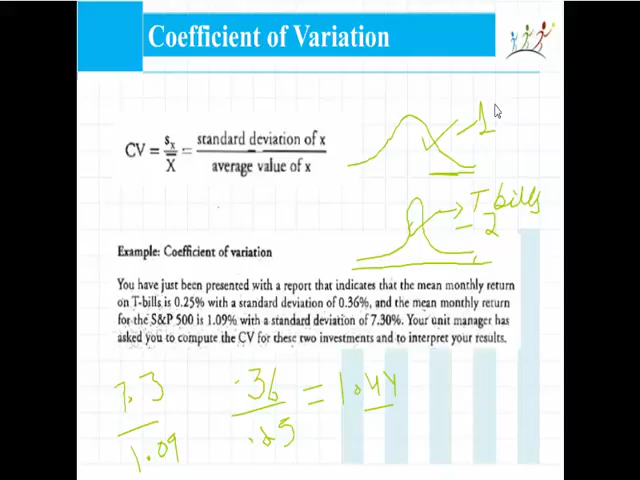 Coefficient of Variation
CV = sx / X̄ = standard deviation of x / average value of x
1
T bills
2
Example: Coefficient of variation
You have just been presented with a report that indicates that the mean monthly return
on T-bills is 0.25% with a standard deviation of 0.36%, and the mean monthly return
for the S&P 500 is 1.09% with a standard deviation of 7.30%. Your unit manager has
asked you to compute the CV for these two investments and to interpret your results.
7.3 / 1.09
.36 / .25 = 1.44